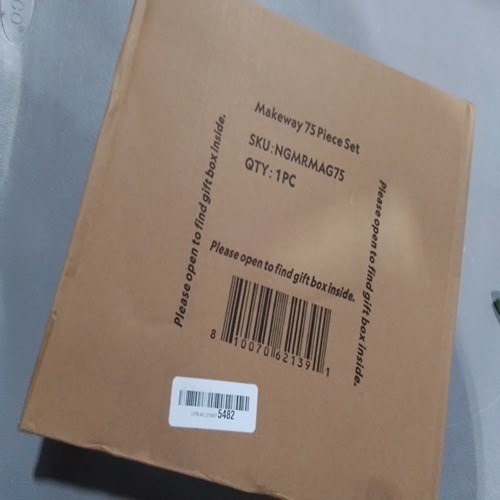 Makeway 75 Piece Set
SKU:NGMRMAG75
QTY: 1PC
Please open to find gift box inside.
Please open to find gift box inside.
Please open to find gift box inside.
8 10070 62139 1
5482